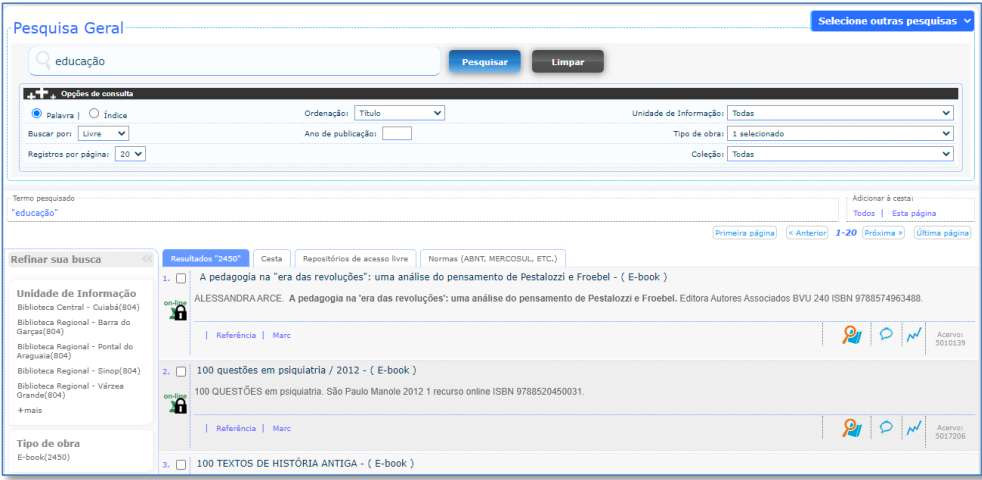 Selecione outras pesquisas
Pesquisa Geral
educação
Pesquisar
Limpar
Opções de consulta
Palavra | Índice
Ordenação: Título
Unidade de Informação: Todas
Buscar por: Livre
Ano de publicação:
Tipo de obra: 1 selecionado
Registros por página: 20
Coleção: Todas
Termo pesquisado
"educação"
Adicionar à cesta:
Todos | Esta página
Primeira página « Anterior 1-20 Próxima » Última página
Refinar sua busca
Unidade de Informação
Biblioteca Central - Cuiabá(804)
Biblioteca Regional - Barra do
Garças(804)
Biblioteca Regional - Pontal do
Araguaia(804)
Biblioteca Regional - Sinop(804)
Biblioteca Regional - Várzea
Grande(804)
+mais
Tipo de obra
E-book(2450)
Resultados "2450" Cesta Repositórios de acesso livre Normas (ABNT, MERCOSUL, ETC.)
1. A pedagogia na "era das revoluções": uma análise do pensamento de Pestalozzi e Froebel - ( E-book )
on-line
ALESSANDRA ARCE. A pedagogia na 'era das revoluções': uma análise do pensamento de Pestalozzi e Froebel. Editora Autores Associados BVU 240 ISBN 9788574963488.
| Referência | Marc
Acervo:
5010139
2. 100 questões em psiquiatria / 2012 - ( E-book )
on-line
100 QUESTÕES em psiquiatria. São Paulo Manole 2012 1 recurso online ISBN 9788520450031.
| Referência | Marc
Acervo:
5017206
3. 100 TEXTOS DE HISTÓRIA ANTIGA - ( E-book )